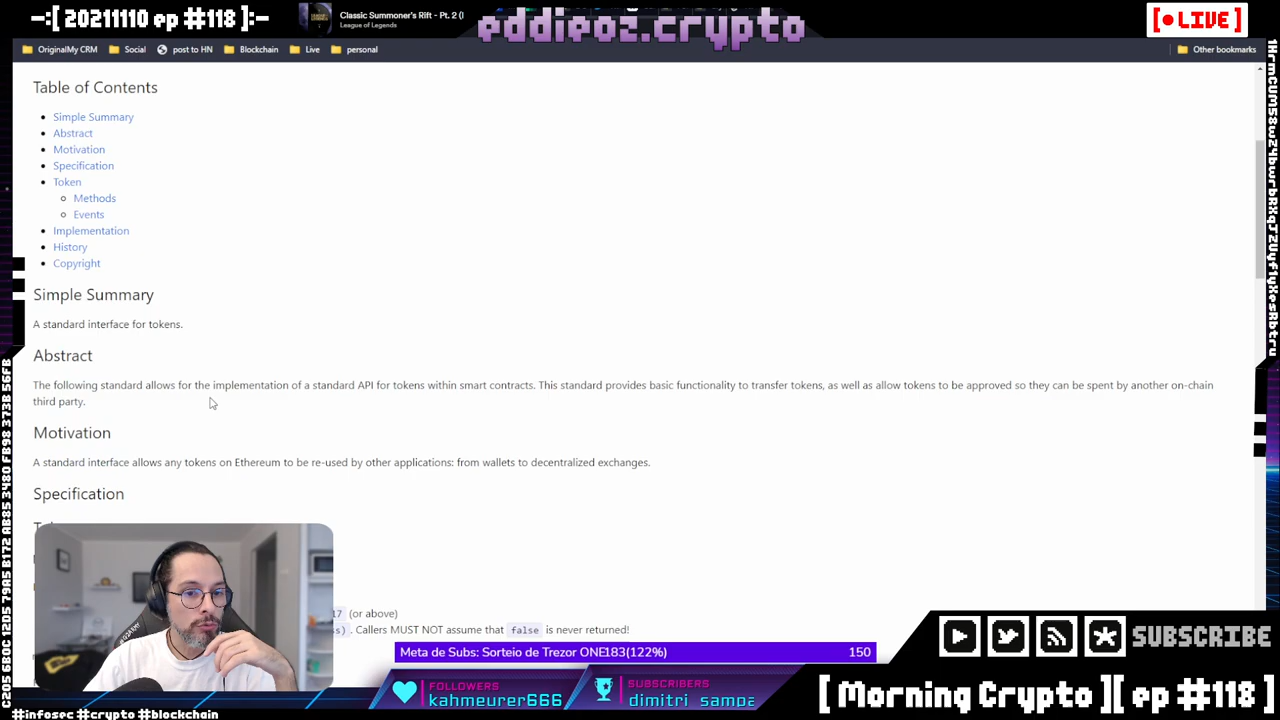 -:[ 20211110 ep #118 ]:-
Classic Summoner's Rift - Pt. 2 (I
League of Legends
eddieoz.crypto
[ • LIVE ]
OriginalMy CRM
Social
post to HN
Blockchain
Live
personal
Other bookmarks
Table of Contents
Simple Summary
Abstract
Motivation
Specification
Token
Methods
Events
Implementation
History
Copyright
Simple Summary
A standard interface for tokens.
Abstract
The following standard allows for the implementation of a standard API for tokens within smart contracts. This standard provides basic functionality to transfer tokens, as well as allow tokens to be approved so they can be spent by another on-chain
third party.
Motivation
A standard interface allows any tokens on Ethereum to be re-used by other applications: from wallets to decentralized exchanges.
Specification
17 (or above)
s) . Callers MUST NOT assume that false is never returned!
Meta de Subs: Sorteio de Trezor ONE183(122%)
150
SUBSCRIBE
FOLLOWERS
kahmeurer666
SUBSCRIBERS
dimitri sampa
[ Morning Crypto ][ ep #118 ]
#infosec #crypto #blockchain